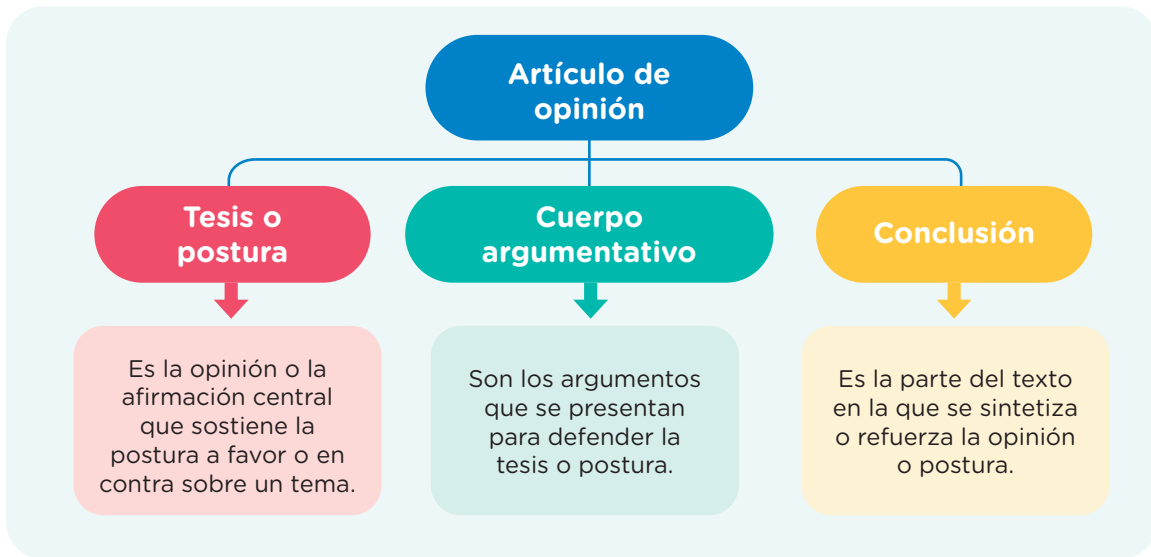 Artículo de
opinión
Tesis o
postura
Cuerpo
argumentativo
Conclusión
Es la opinión o la
afirmación central
que sostiene la
postura a favor o en
contra sobre un tema.
Son los argumentos
que se presentan
para defender la
tesis o postura.
Es la parte del texto
en la que se sintetiza
o refuerza la opinión
o postura.